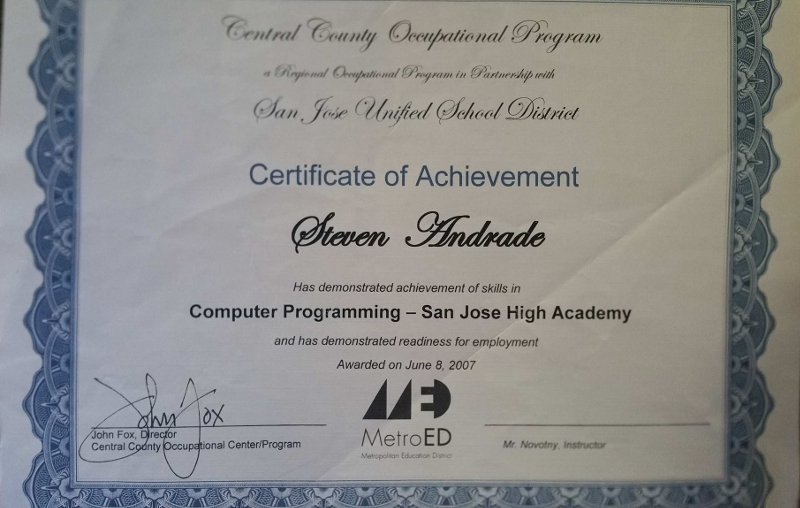 Central County Occupational Program
a Regional Occupational Program in Partnership with
San Jose Unified School District
Certificate of Achievement
Steven Andrade
Has demonstrated achievement of skills in
Computer Programming – San Jose High Academy
and has demonstrated readiness for employment
Awarded on June 8, 2007
John Fox
John Fox, Director
Central County Occupational Center/Program
MetroED
Metropolitan Education District
Mr. Novotny, Instructor